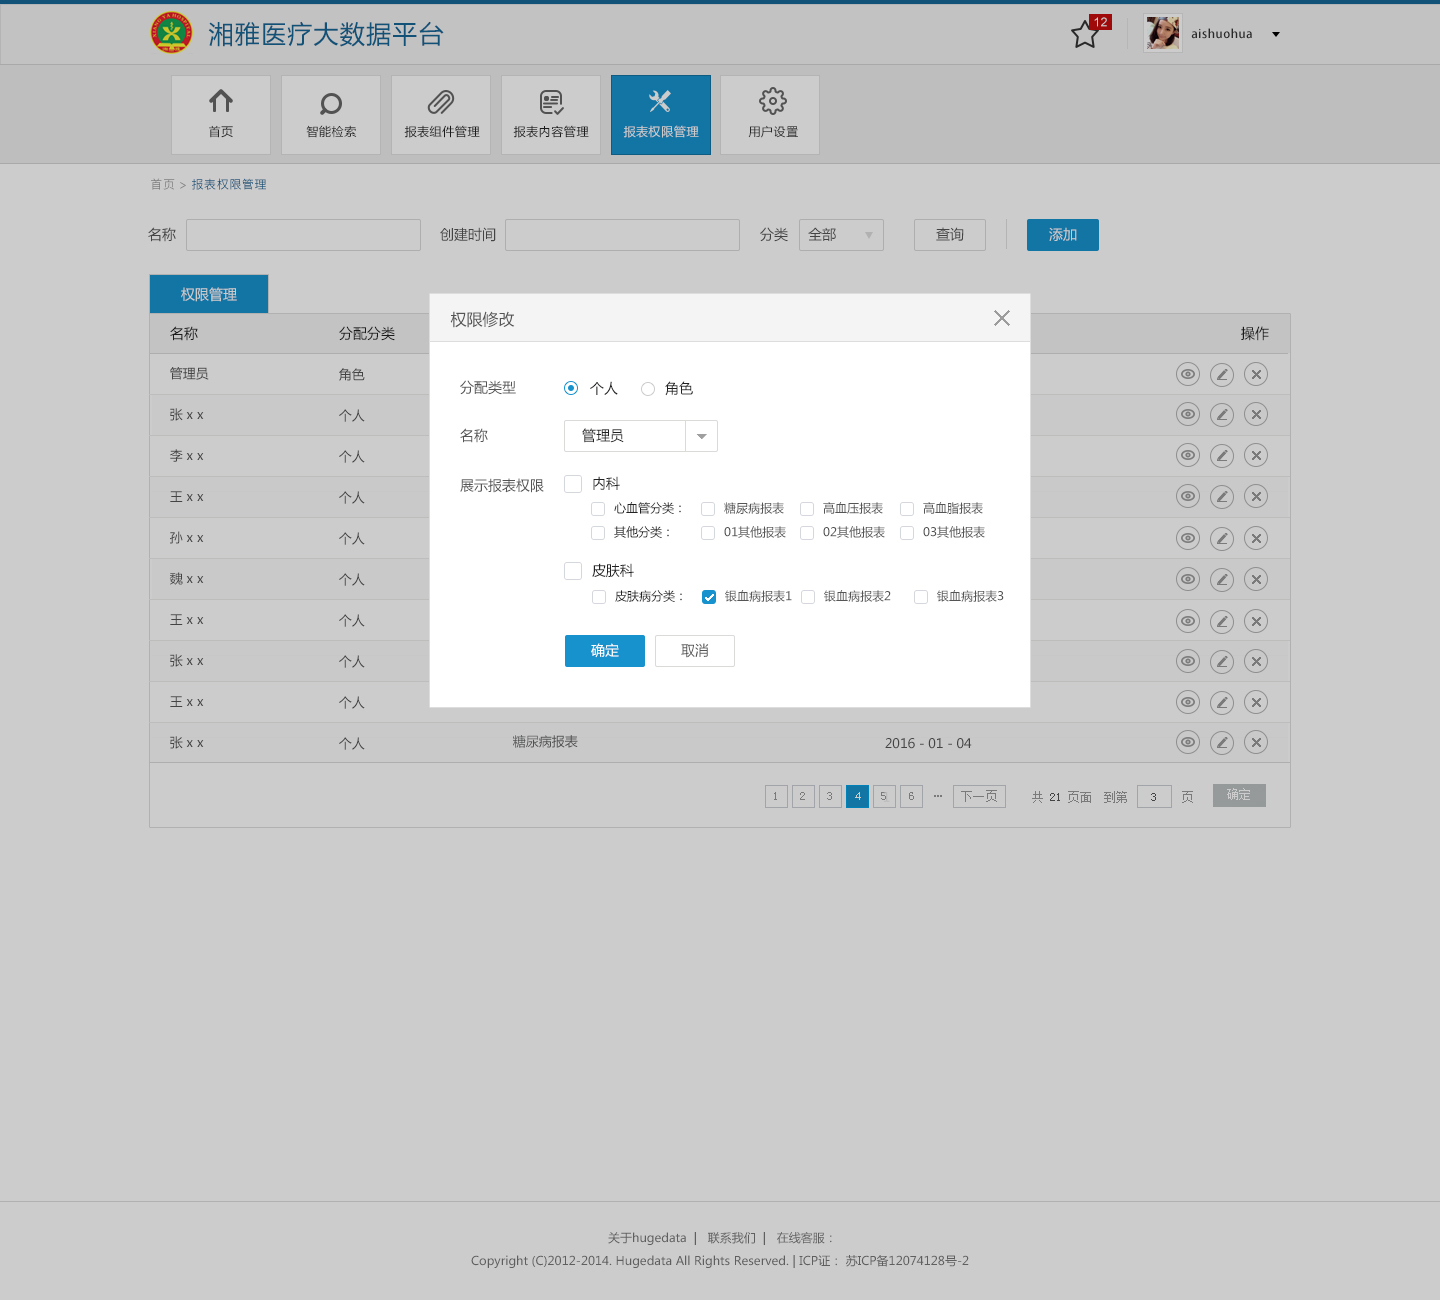 湘雅医疗大数据平台
12
aishuohua
首页
智能检索
报表组件管理
报表内容管理
报表权限管理
用户设置
首页 > 报表权限管理
名称
创建时间
分类
全部
查询
添加
权限管理
名称
分配分类
操作
管理员
角色
张 x x
个人
李 x x
个人
王 x x
个人
孙 x x
个人
魏 x x
个人
王 x x
个人
张 x x
个人
王 x x
个人
张 x x
个人
糖尿病报表
2016 - 01 - 04
权限修改
分配类型
个人
角色
名称
管理员
展示报表权限
内科
心血管分类：
糖尿病报表
高血压报表
高血脂报表
其他分类：
01其他报表
02其他报表
03其他报表
皮肤科
皮肤病分类：
银血病报表1
银血病报表2
银血病报表3
确定
取消
1
2
3
4
5
6
...
下一页
共 21 页面
到第
3
页
确定
关于hugedata | 联系我们 | 在线客服：
Copyright (C)2012-2014. Hugedata All Rights Reserved. | ICP证： 苏ICP备12074128号-2